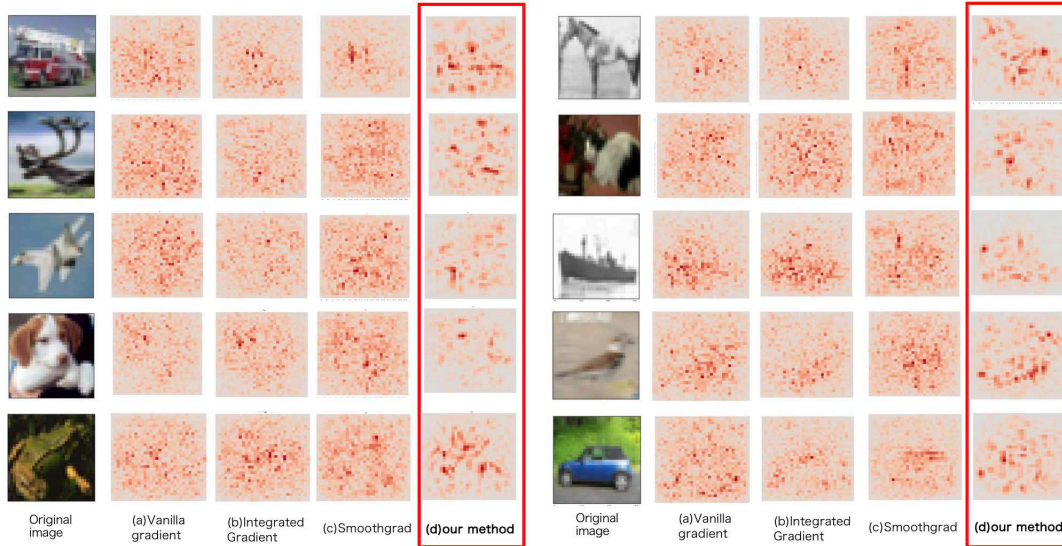 Original
image
(a)Vanilla
gradient
(b)Integrated
Gradient
(c)Smoothgrad
(d)our method
Original
image
(a)Vanilla
gradient
(b)Integrated
Gradient
(c)Smoothgrad
(d)our method